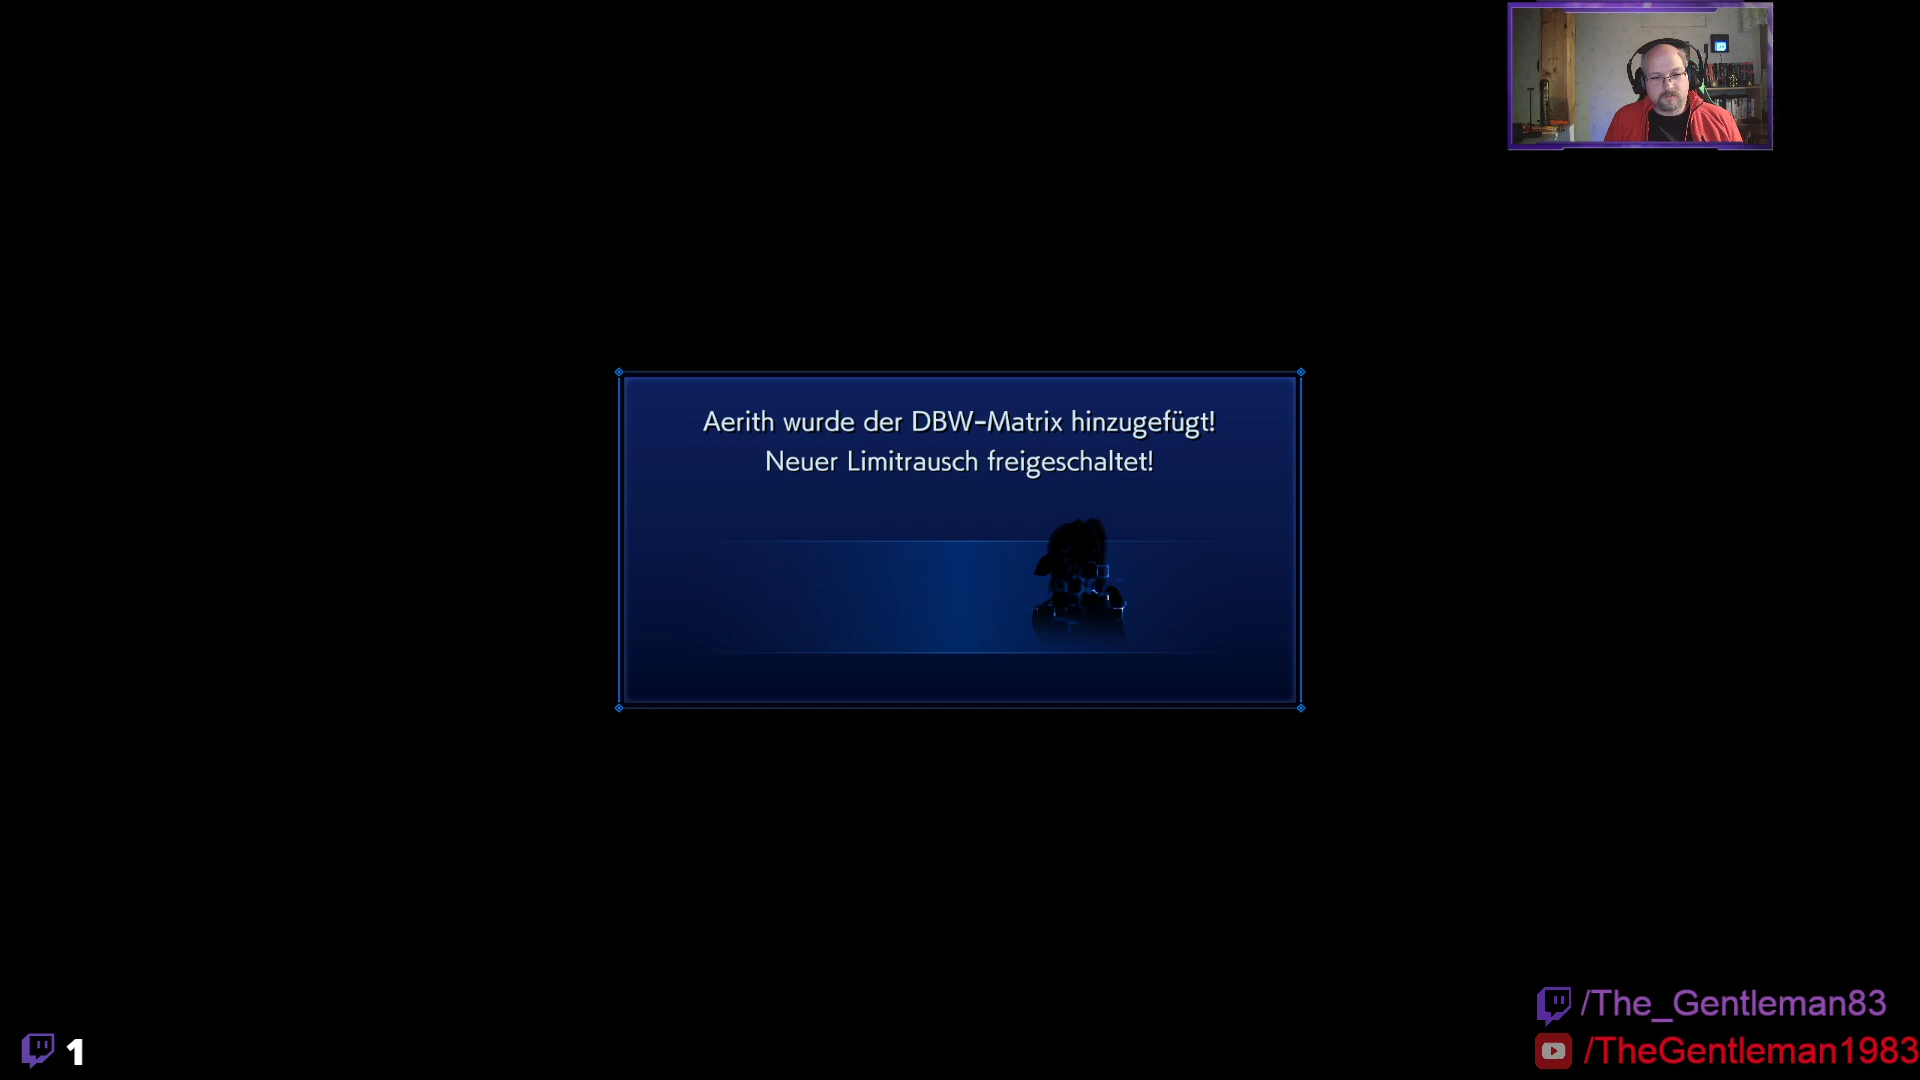 Aerith wurde der DBW-Matrix hinzugefügt!
Neuer Limitrausch freigeschaltet!
/The_Gentleman83
1
/TheGentleman1983